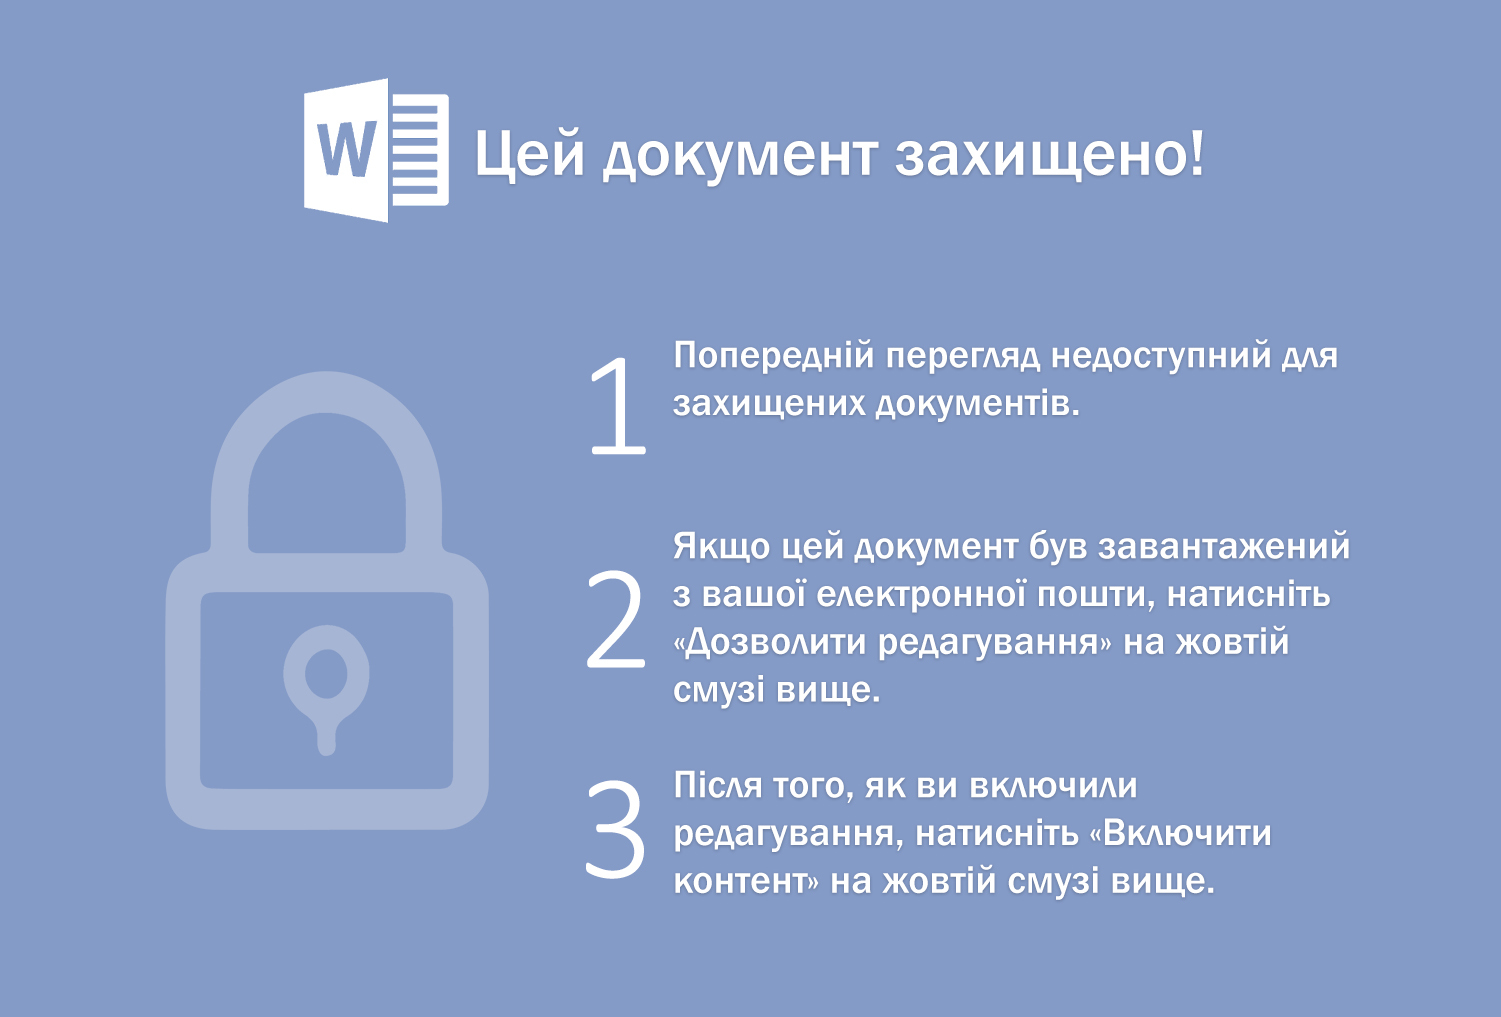 W
Цей документ захищено!
1
Попередній перегляд недоступний для
захищених документів.
2
Якщо цей документ був завантажений
з вашої електронної пошти, натисніть
«Дозволити редагування» на жовтій
смузі вище.
3
Після того, як ви включили
редагування, натисніть «Включити
контент» на жовтій смузі вище.